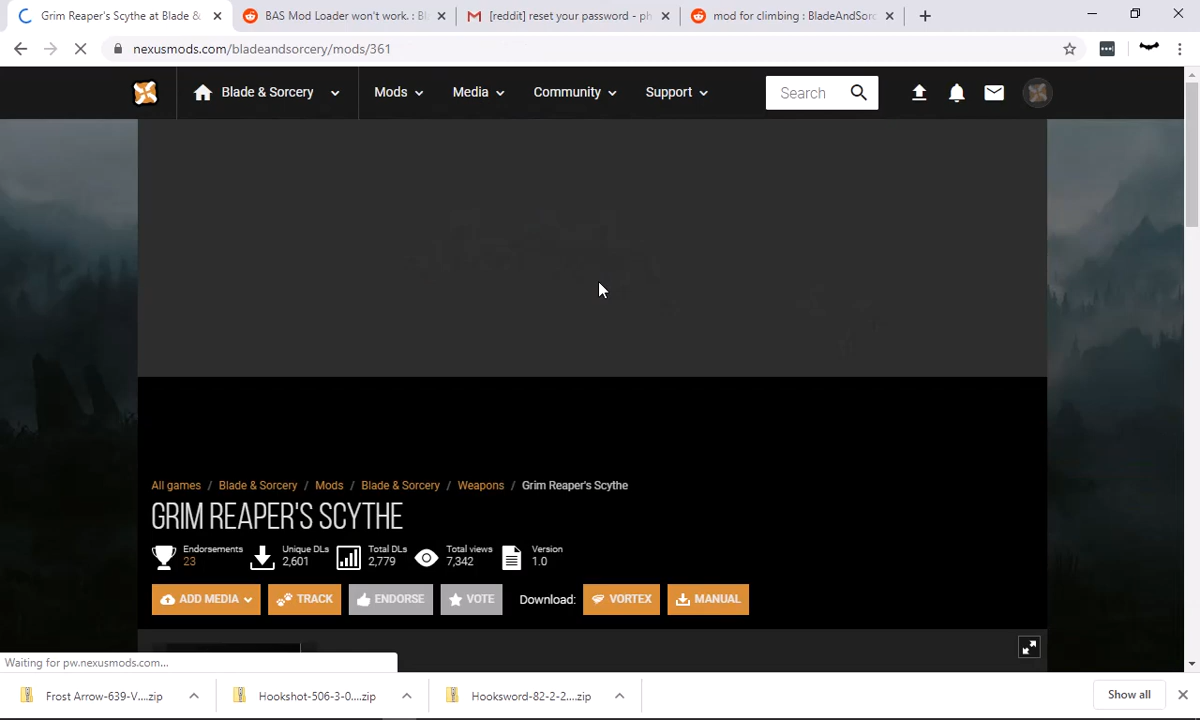 Grim Reaper's Scythe at Blade &
BAS Mod Loader won't work. : Bl
[reddit] reset your password - ph
mod for climbing : BladeAndSorc
nexusmods.com/bladeandsorcery/mods/361
Blade & Sorcery
Mods
Media
Community
Support
Search
All games / Blade & Sorcery / Mods / Blade & Sorcery / Weapons / Grim Reaper's Scythe
GRIM REAPER'S SCYTHE
Endorsements
23
Unique DLs
2,601
Total DLs
2,779
Total views
7,342
Version
1.0
ADD MEDIA
TRACK
ENDORSE
VOTE
Download:
VORTEX
MANUAL
Waiting for pw.nexusmods.com...
Frost Arrow-639-V....zip
Hookshot-506-3-0....zip
Hooksword-82-2-2....zip
Show all